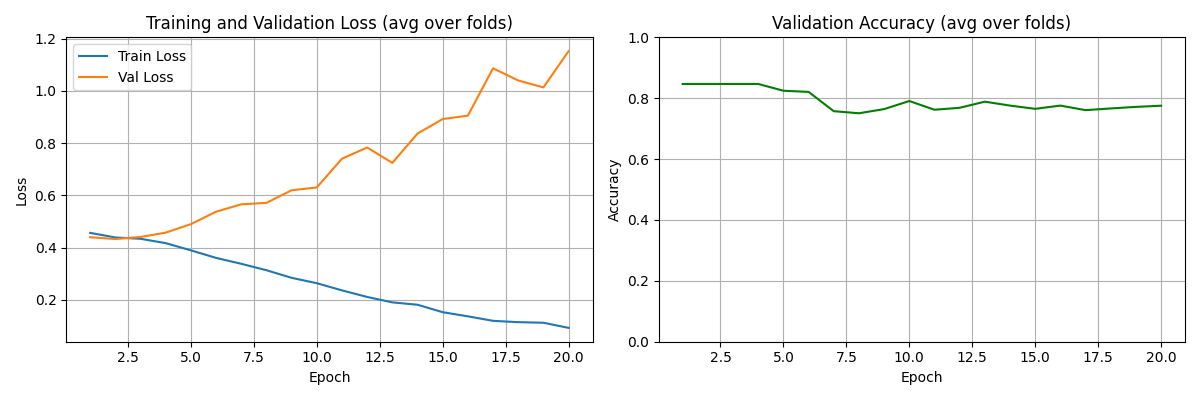 Training and Validation Loss (avg over folds)
Train Loss
Val Loss
1.2
1.0
0.8
0.6
0.4
0.2
Loss
2.5 5.0 7.5 10.0 12.5 15.0 17.5 20.0
Epoch
Validation Accuracy (avg over folds)
1.0
0.8
0.6
0.4
0.2
0.0
Accuracy
2.5 5.0 7.5 10.0 12.5 15.0 17.5 20.0
Epoch